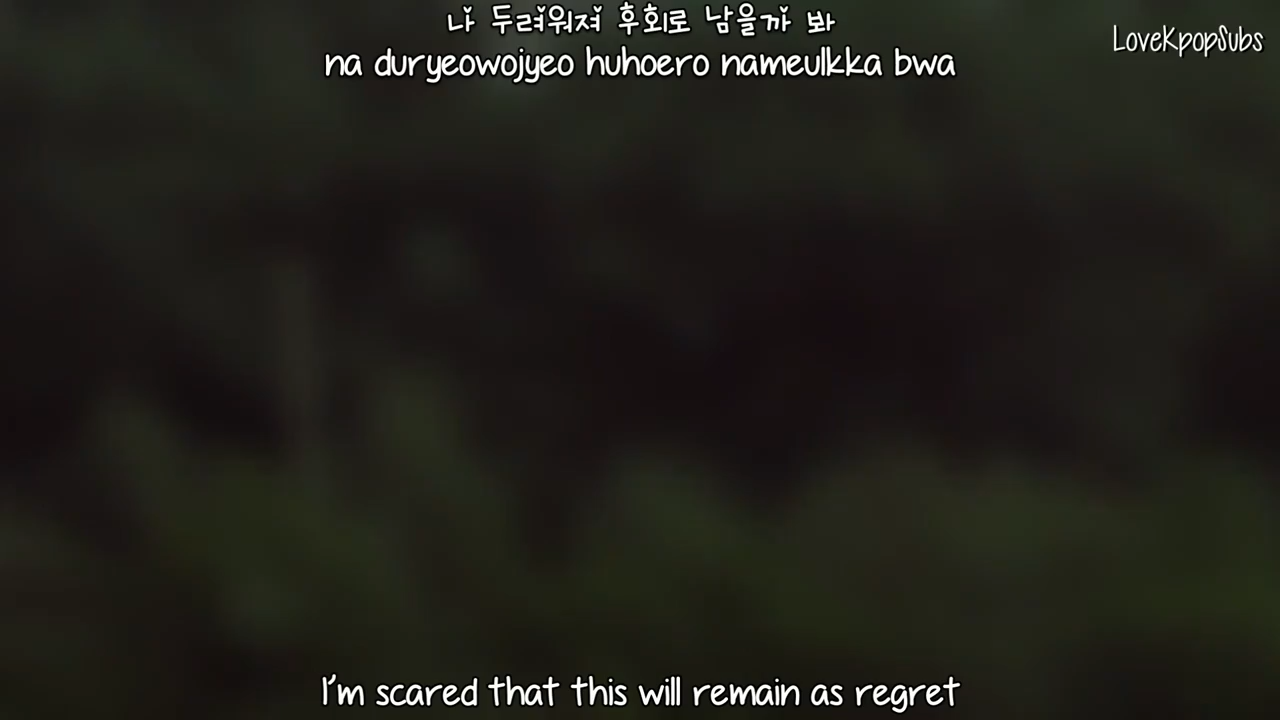 나 두려워져 후회로 남을까 봐
LoveKpopSubs
na duryeowojyeo huhoero nameulkka bwa
I'm scared that this will remain as regret